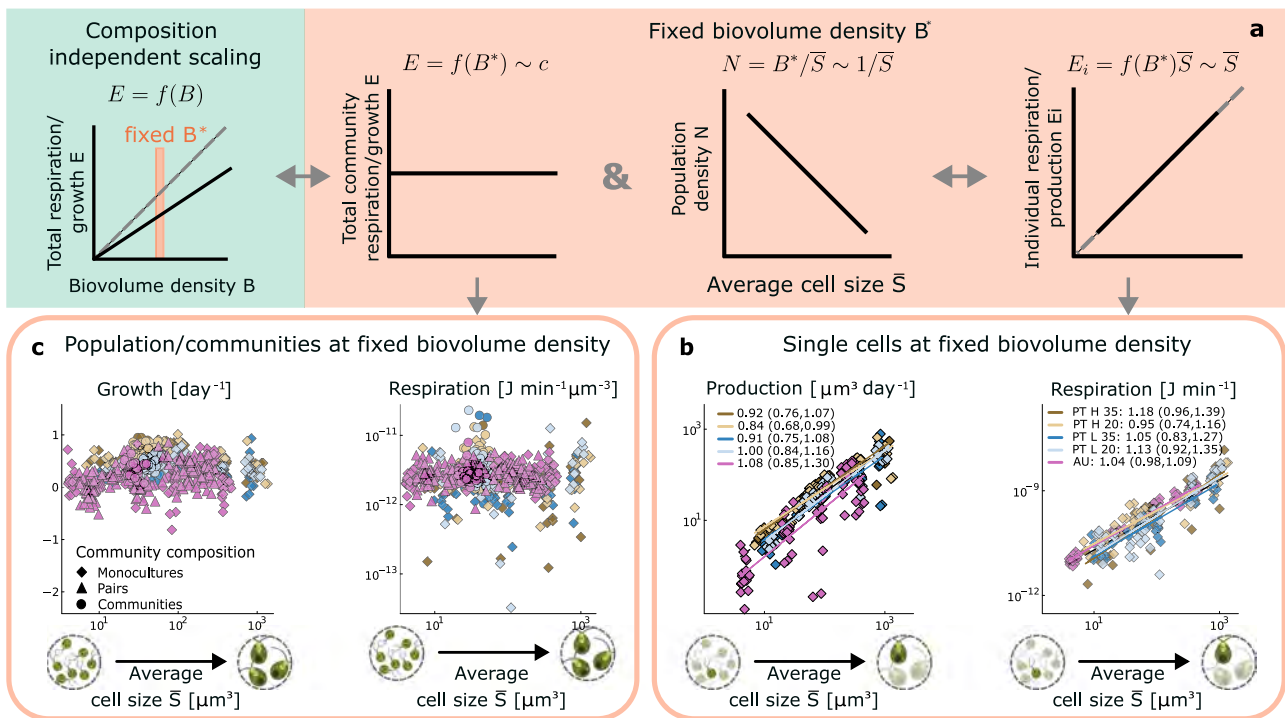 Composition
independent scaling
E = f(B)
fixed B*
Total respiration/
growth E
Biovolume density B
Fixed biovolume density B*
a
E = f(B*) ∼ c
Total community
respiration/growth E
&
N = B*/S̅ ∼ 1/S̅
Population
density N
Average cell size S̅
E_i = f(B*)S̅ ∼ S̅
Individual respiration/
production Ei
c
Population/communities at fixed biovolume density
Growth [day⁻¹]
1
0
−1
−2
10¹
10²
10³
Community composition
Monocultures
Pairs
Communities
Average
cell size S̅ [µm³]
Respiration [J min⁻¹µm⁻³]
10⁻¹¹
10⁻¹²
10⁻¹³
10¹
10³
Average
cell size S̅ [µm³]
b
Single cells at fixed biovolume density
Production [µm³ day⁻¹]
0.92 (0.76,1.07)
0.84 (0.68,0.99)
0.91 (0.75,1.08)
1.00 (0.84,1.16)
1.08 (0.85,1.30)
10³
10¹
10¹
10³
Average
cell size S̅ [µm³]
Respiration [J min⁻¹]
PT H 35: 1.18 (0.96,1.39)
PT H 20: 0.95 (0.74,1.16)
PT L 35: 1.05 (0.83,1.27)
PT L 20: 1.13 (0.92,1.35)
AU: 1.04 (0.98,1.09)
10⁻⁹
10⁻¹²
10¹
10³
Average
cell size S̅ [µm³]